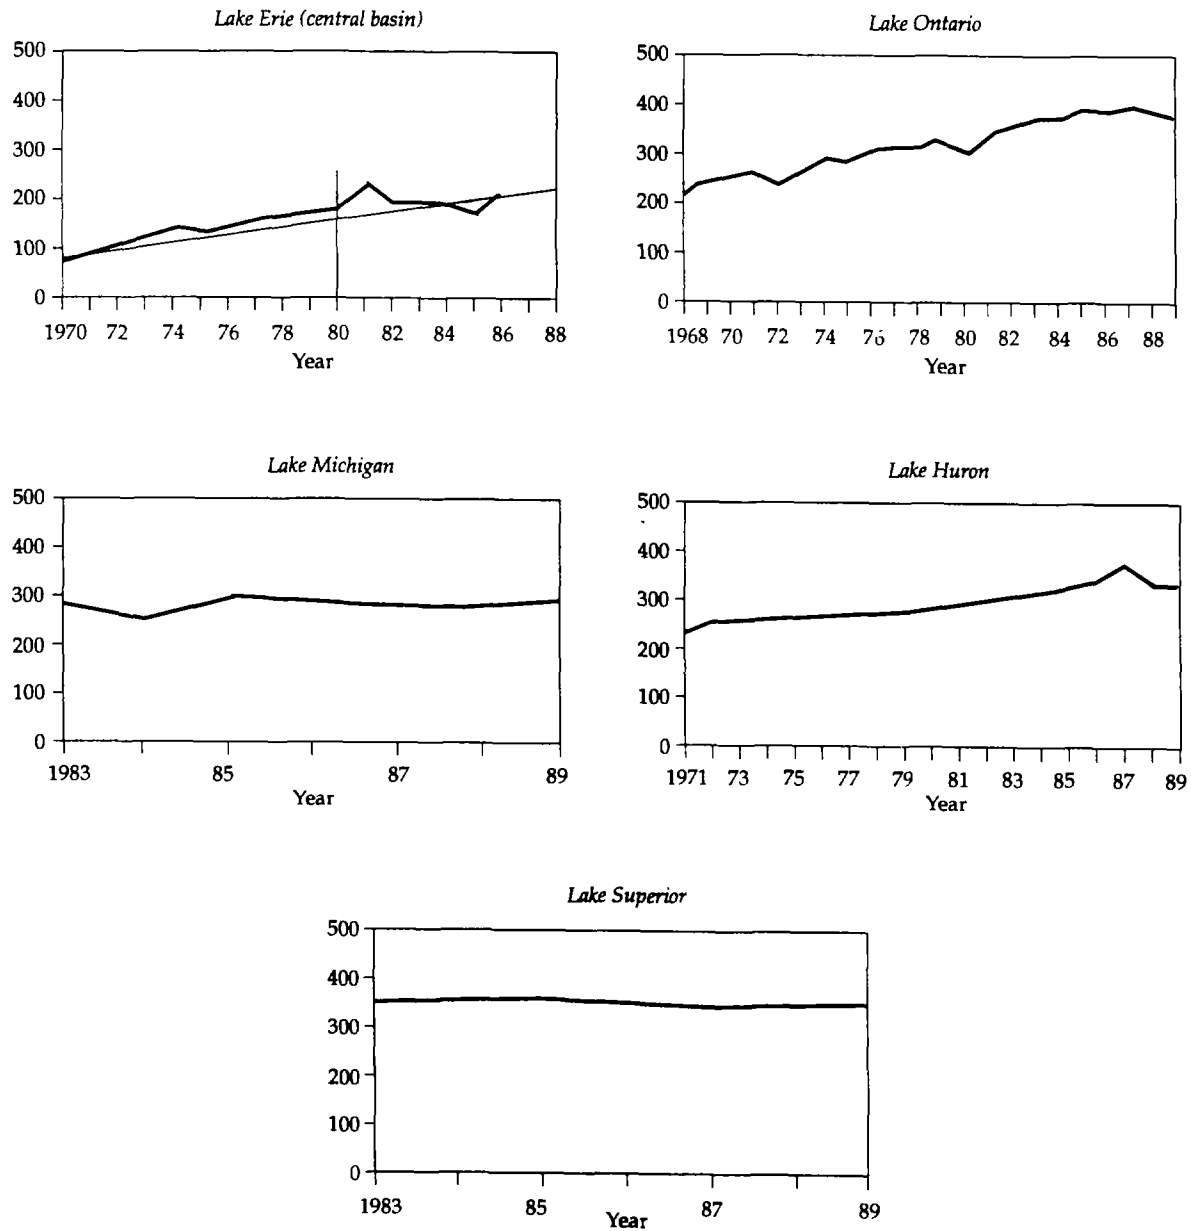 Lake Erie (central basin)
500
400
300
200
100
0
1970 72 74 76 78 80 82 84 86 88
Year
Lake Ontario
500
400
300
200
100
0
1968 70 72 74 76 78 80 82 84 86 88
Year
Lake Michigan
500
400
300
200
100
0
1983 85 87 89
Year
Lake Huron
500
400
300
200
100
0
1971 73 75 77 79 81 83 85 87 89
Year
Lake Superior
500
400
300
200
100
0
1983 85 87 89
Year